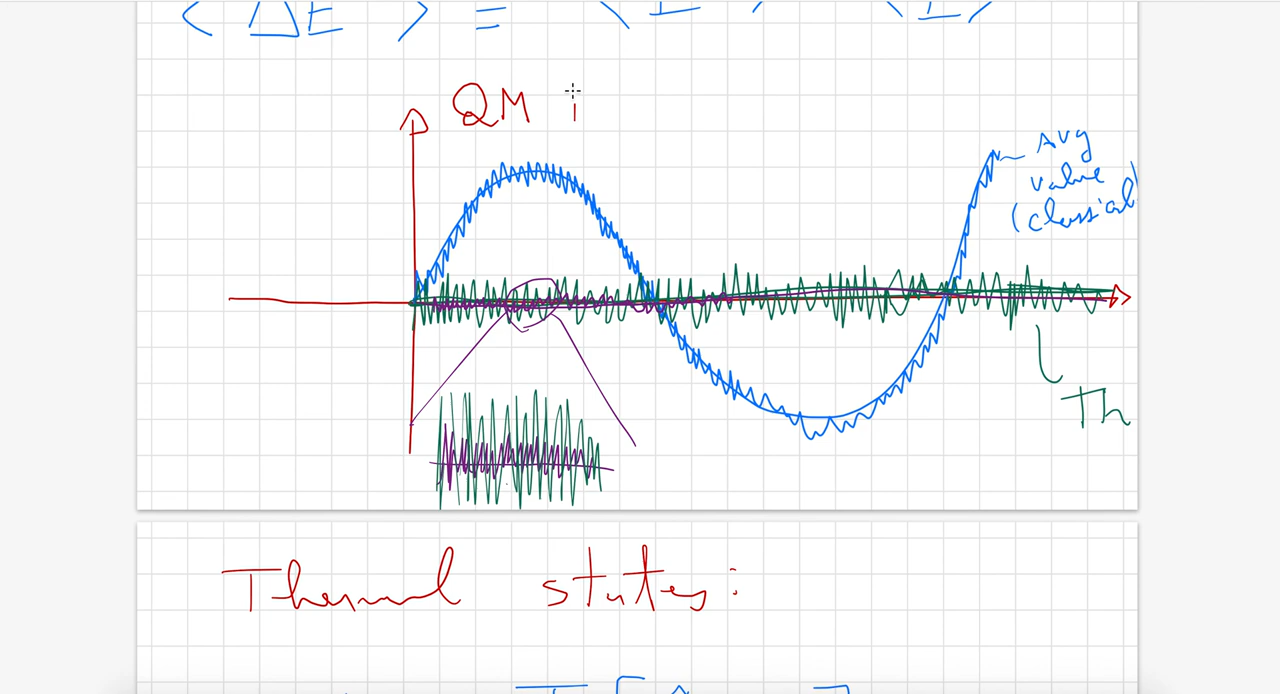 QM
Avg
value
(classical)
Th
Thermal states: